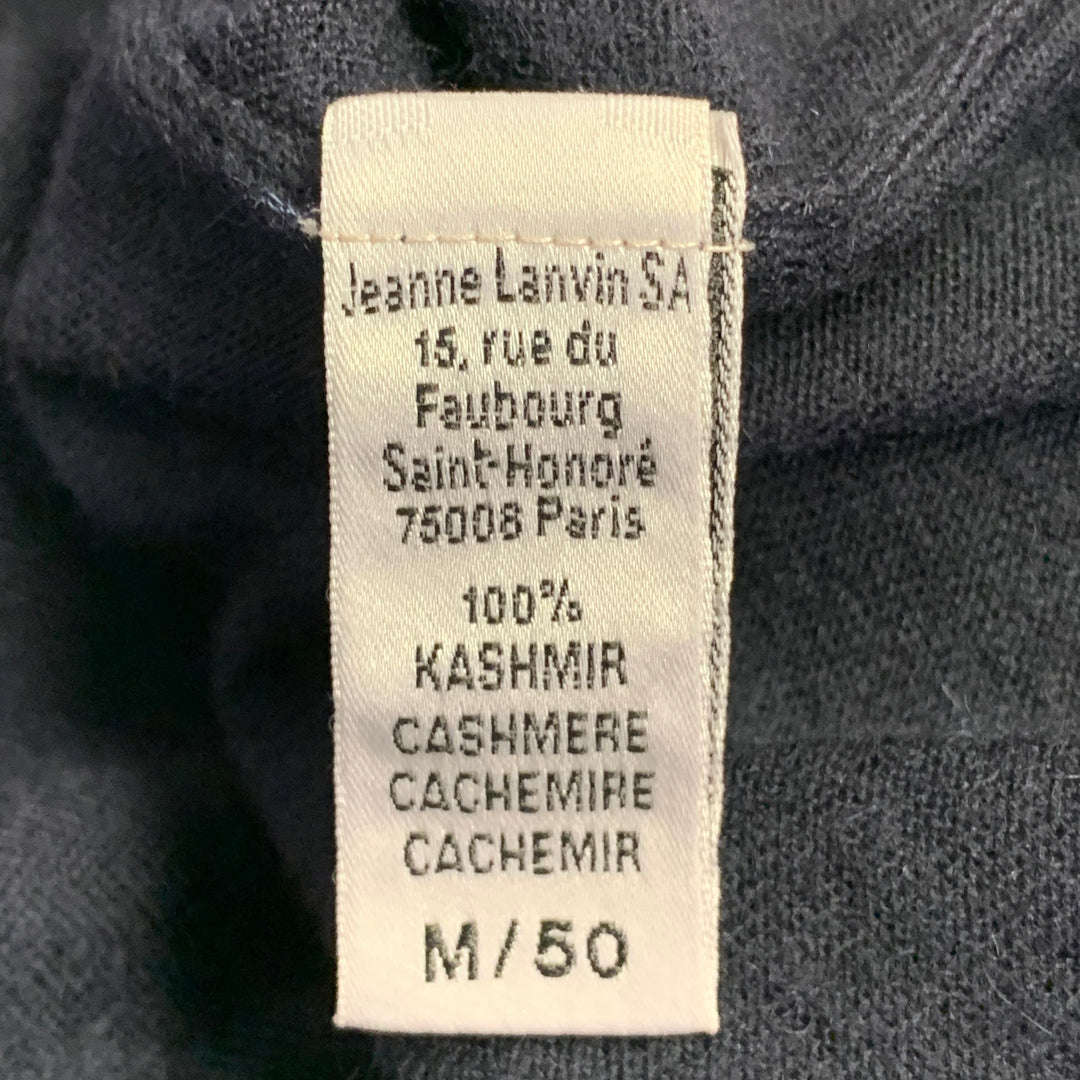 Jeanne Lanvin SA
15, rue du
Faubourg
Saint-Honoré
75008 Paris
100%
KASHMIR
CASHMERE
CACHEMIRE
CACHEMIR
M/50